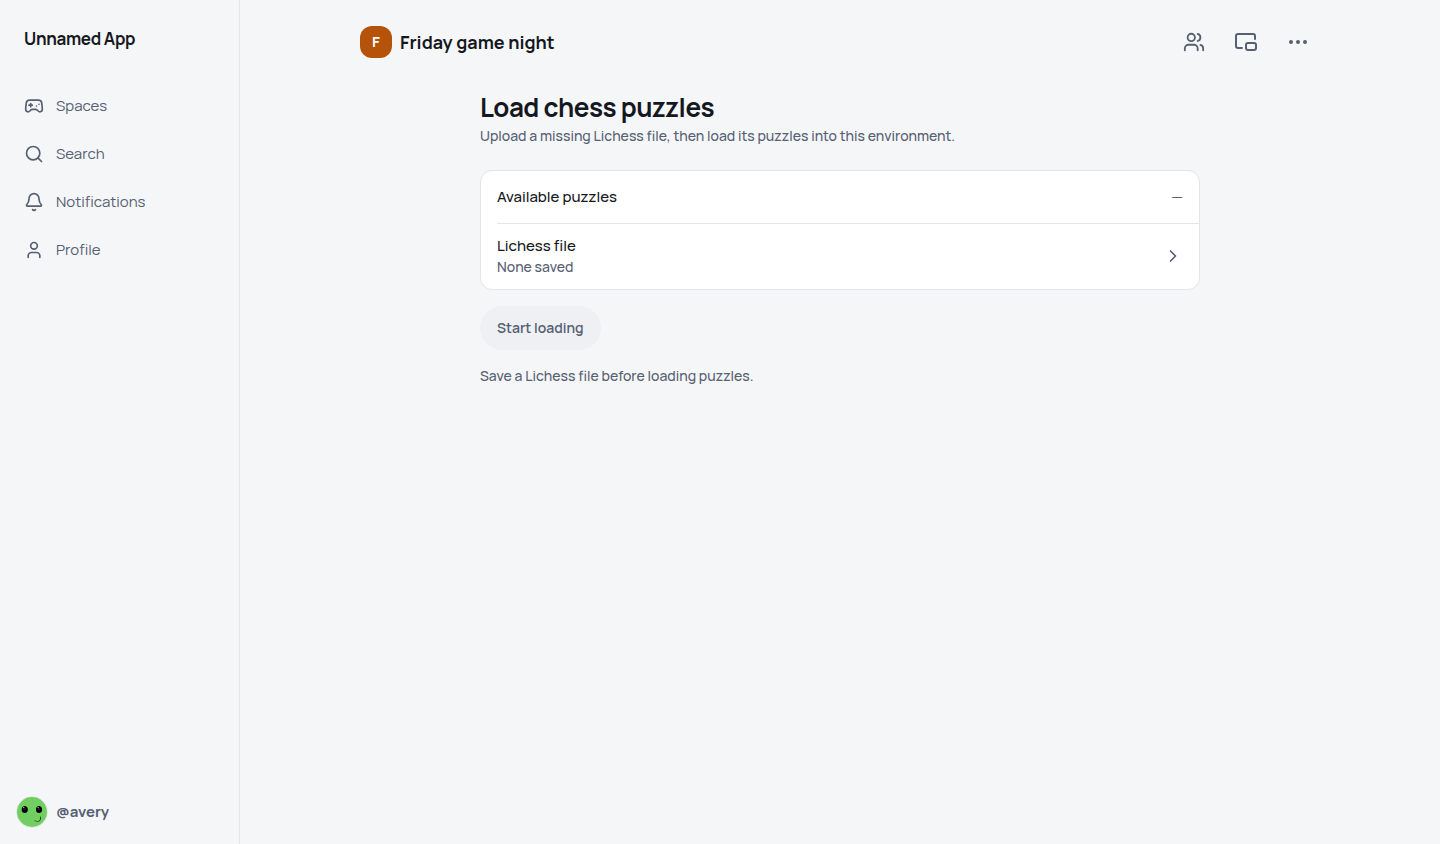 Unnamed App
Spaces
Search
Notifications
Profile
@avery
F
Friday game night
Load chess puzzles
Upload a missing Lichess file, then load its puzzles into this environment.
Available puzzles
–
Lichess file
None saved
Start loading
Save a Lichess file before loading puzzles.